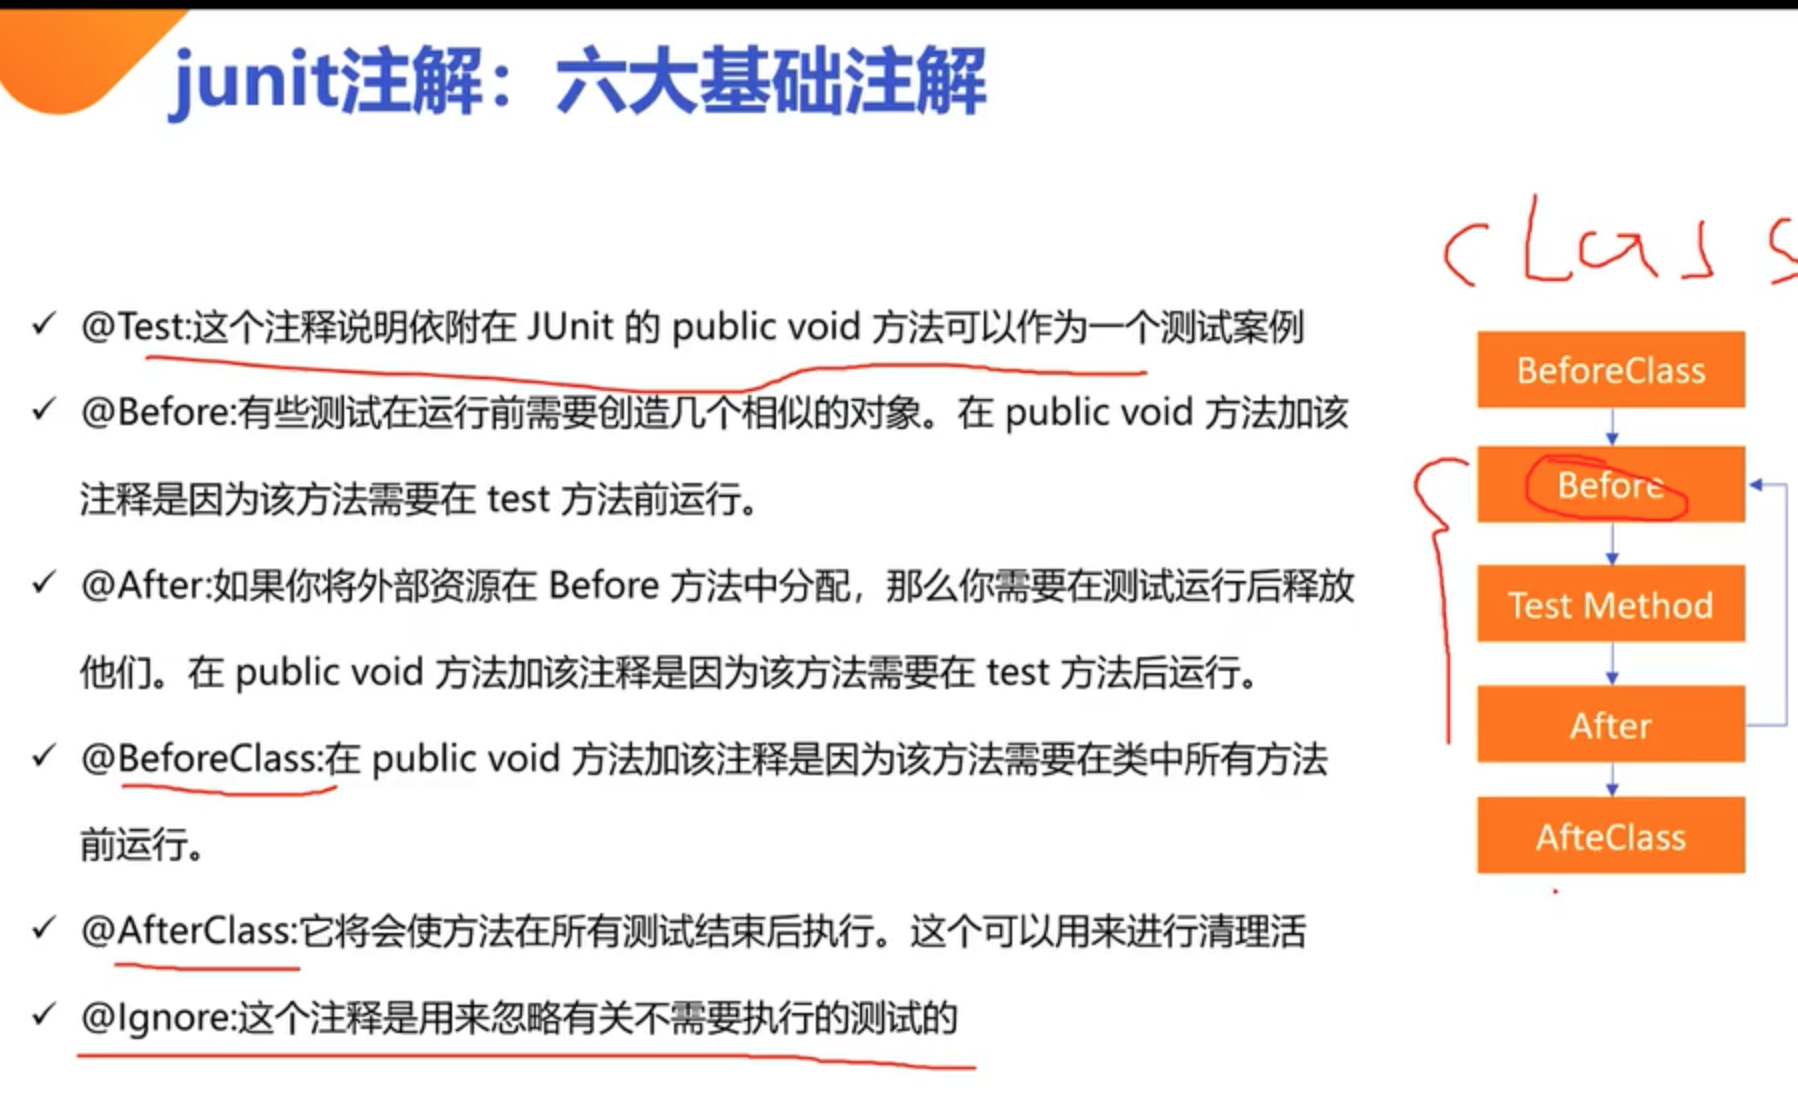 junit注解：六大基础注解
class
✓ @Test:这个注释说明依附在 JUnit 的 public void 方法可以作为一个测试案例
✓ @Before:有些测试在运行前需要创造几个相似的对象。在 public void 方法加该
注释是因为该方法需要在 test 方法前运行。
✓ @After:如果你将外部资源在 Before 方法中分配，那么你需要在测试运行后释放
他们。在 public void 方法加该注释是因为该方法需要在 test 方法后运行。
✓ @BeforeClass:在 public void 方法加该注释是因为该方法需要在类中所有方法
前运行。
✓ @AfterClass:它将会使方法在所有测试结束后执行。这个可以用来进行清理活
✓ @Ignore:这个注释是用来忽略有关不需要执行的测试的
BeforeClass
Before
Test Method
After
AfteClass